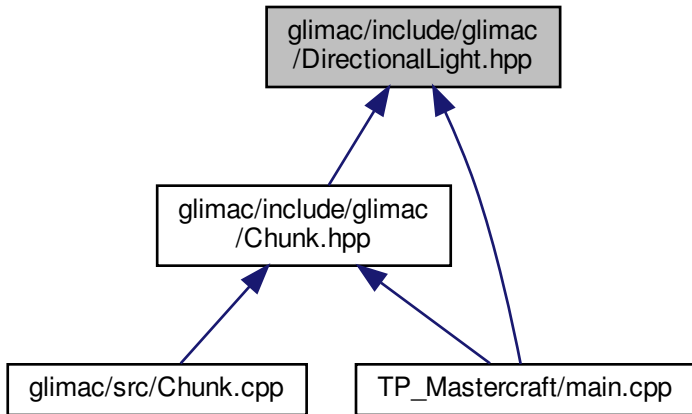 glimac/include/glimac
/DirectionalLight.hpp
glimac/include/glimac
/Chunk.hpp
glimac/src/Chunk.cpp
TP_Mastercraft/main.cpp